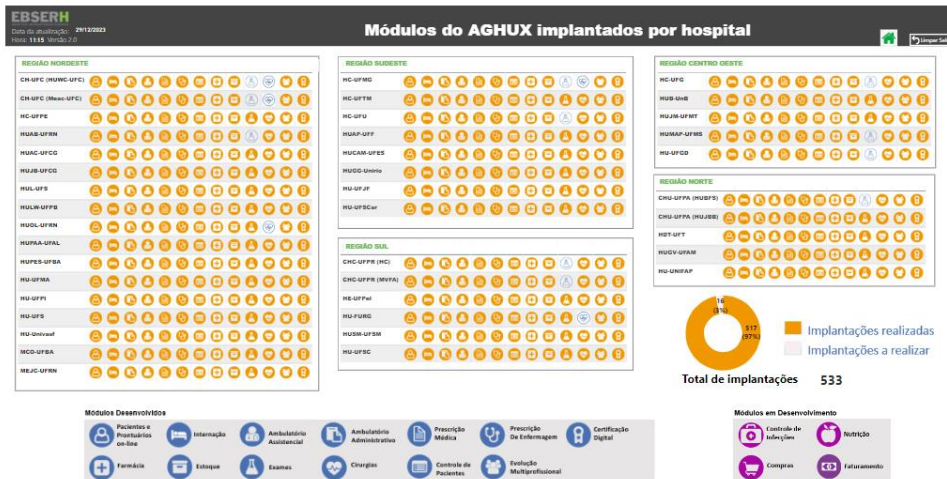 EBSERH
Data da atualização: 29/12/2023
Hora: 11:15 Versão 2.0
Módulos do AGHUX implantados por hospital
REGIÃO NORDESTE
CH-UFC (HUWC-UFC)
CH-UFC (Meac-UFC)
HC-UFPE
HUAB-UFRN
HUAC-UFCG
HUJB-UFCG
HUL-UFS
HULW-UFPB
HUOL-UFRN
HUPAA-UFAL
HUPES-UFBA
HU-UFMA
HU-UFPI
HU-UFS
HU-Univasf
MCO-UFBA
MEJC-UFRN
REGIÃO SUDESTE
HC-UFMG
HC-UFTM
HC-UFU
HUAP-UFF
HUCAM-UFES
HUGG-Unirio
HU-UFJF
HU-UFSCar
REGIÃO SUL
CHC-UFPR (HC)
CHC-UFPR (MVFA)
HE-UFPel
HU-FURG
HUSM-UFSM
HU-UFSC
REGIÃO CENTRO OESTE
HC-UFG
HUB-UnB
HUJM-UFMT
HUMAP-UFMS
HU-UFGD
REGIÃO NORTE
CHU-UFPA (HUBFS)
CHU-UFPA (HUJBB)
HDT-UFT
HUGV-UFAM
HU-UNIFAP
16
(3%)
517
(97%)
Implantações realizadas
Implantações a realizar
Total de implantações 533
Módulos Desenvolvidos
Pacientes e
Prontuários
on-line
Internação
Ambulatório
Assistencial
Ambulatório
Administrativo
Prescrição
Médica
Prescrição
De Enfermagem
Certificação
Digital
Farmácia
Estoque
Exames
Cirurgias
Controle de
Pacientes
Evolução
Multiprofissional
Módulos em Desenvolvimento
Controle de
Infecções
Nutrição
Compras
Faturamento